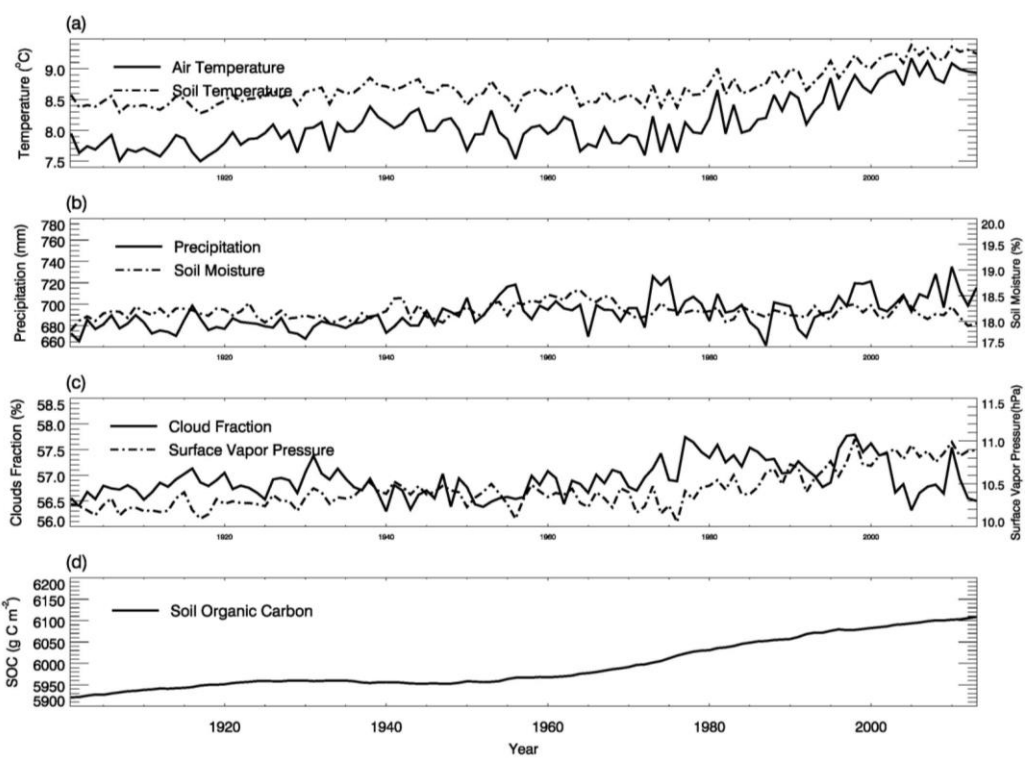 (a)
Temperature (°C)
9.0
8.5
8.0
7.5
Air Temperature
Soil Temperature
1920 1940 1960 1980 2000
(b)
Precipitation (mm)
780
760
740
720
700
680
660
Precipitation
Soil Moisture
20.0
19.5
19.0
18.5
18.0
17.5
Soil Moisture (%)
1920 1940 1960 1980 2000
(c)
Clouds Fraction (%)
58.5
58.0
57.5
57.0
56.5
56.0
Cloud Fraction
Surface Vapor Pressure
11.5
11.0
10.5
10.0
Surface Vapor Pressure(hPa)
1920 1940 1960 1980 2000
(d)
SOC (g C m⁻²)
6200
6150
6100
6050
6000
5950
5900
Soil Organic Carbon
1920 1940 1960 1980 2000
Year